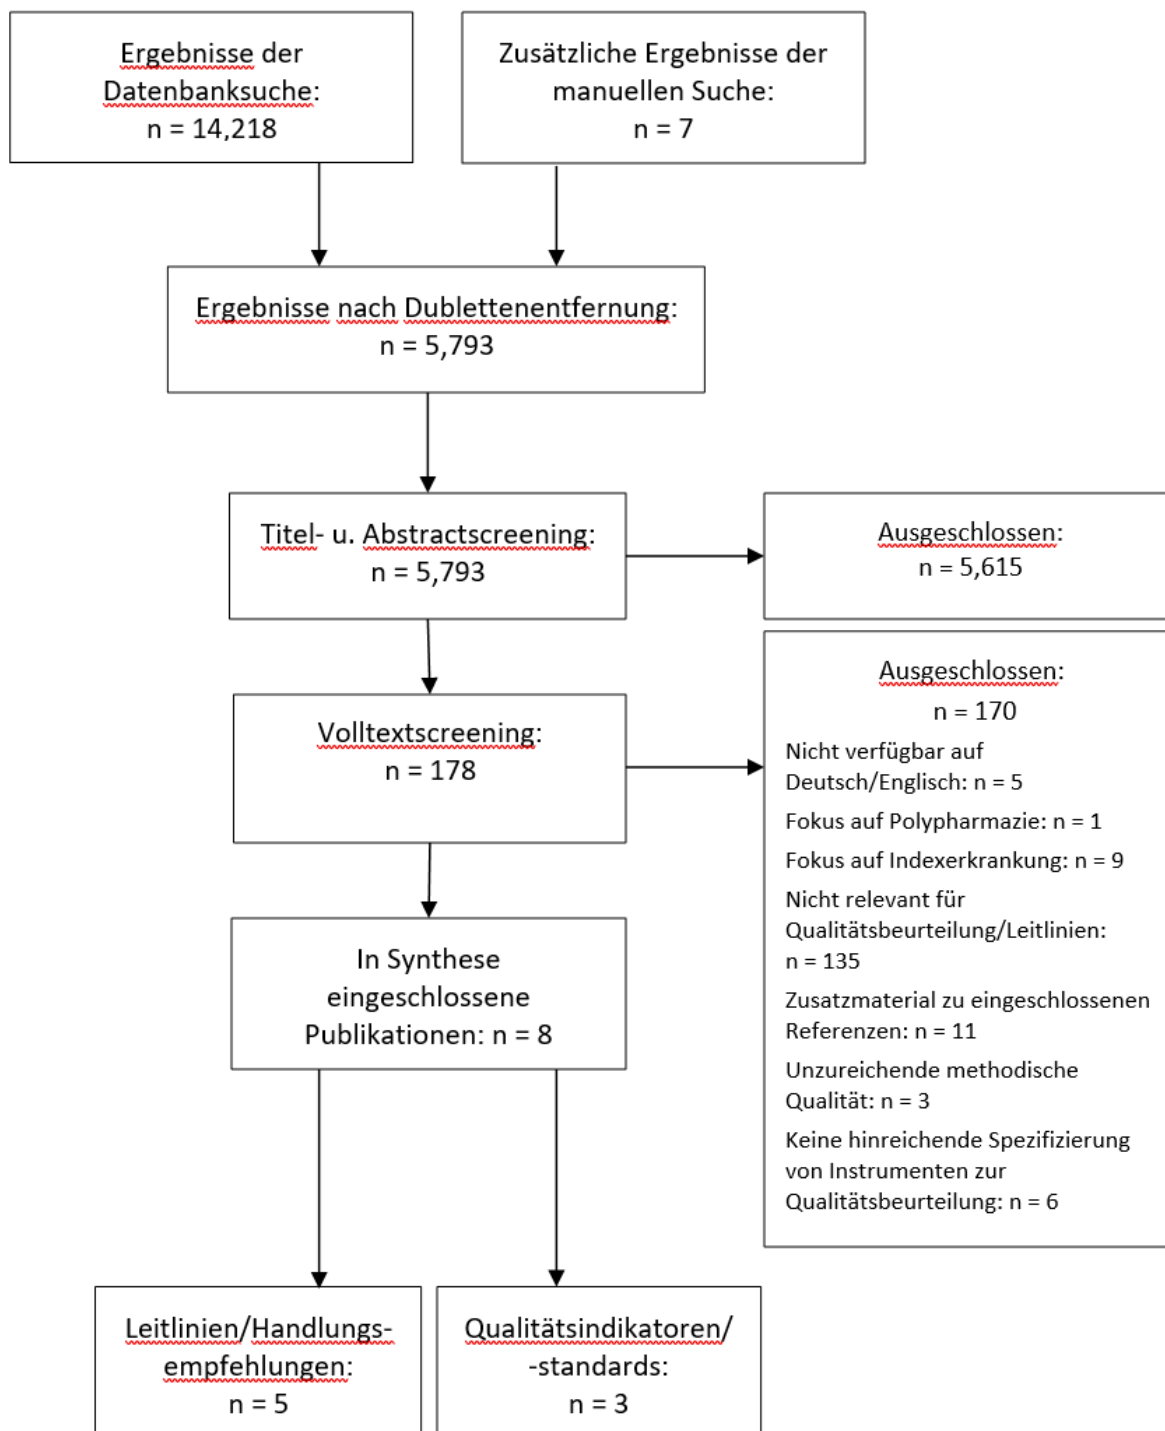 Ergebnisse der
Datenbanksuche:
n = 14,218
Zusätzliche Ergebnisse der
manuellen Suche:
n = 7
Ergebnisse nach Dublettenentfernung:
n = 5,793
Titel- u. Abstractscreening:
n = 5,793
Ausgeschlossen:
n = 5,615
Volltextscreening:
n = 178
Ausgeschlossen:
n = 170
Nicht verfügbar auf
Deutsch/Englisch: n = 5
Fokus auf Polypharmazie: n = 1
Fokus auf Indexerkrankung: n = 9
Nicht relevant für
Qualitätsbeurteilung/Leitlinien:
n = 135
Zusatzmaterial zu eingeschlossenen
Referenzen: n = 11
Unzureichende methodische
Qualität: n = 3
Keine hinreichende Spezifizierung
von Instrumenten zur
Qualitätsbeurteilung: n = 6
In Synthese
eingeschlossene
Publikationen: n = 8
Leitlinien/Handlungs-
empfehlungen:
n = 5
Qualitätsindikatoren/
-standards:
n = 3